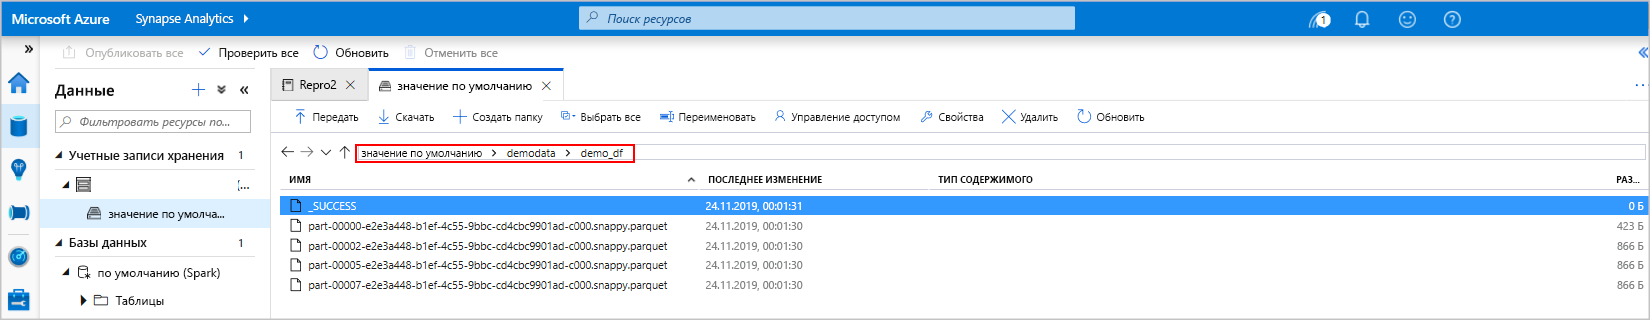 Microsoft Azure Synapse Analytics Поиск ресурсов 1
Опубликовать все Проверить все Обновить Отменить все
Данные
Фильтровать ресурсы по...
Учетные записи хранения 1
[...
значение по умолча...
Базы данных 1
по умолчанию (Spark)
Таблицы
Repro2 значение по умолчанию
Передать Скачать Создать папку Выбрать все Переименовать Управление доступом Свойства Удалить Обновить
значение по умолчанию > demodata > demo_df
ИМЯ ПОСЛЕДНЕЕ ИЗМЕНЕНИЕ ТИП СОДЕРЖИМОГО РАЗ...
_SUCCESS 24.11.2019, 00:01:31 0 Б
part-00000-e2e3a448-b1ef-4c55-9bbc-cd4cbc9901ad-c000.snappy.parquet 24.11.2019, 00:01:30 423 Б
part-00002-e2e3a448-b1ef-4c55-9bbc-cd4cbc9901ad-c000.snappy.parquet 24.11.2019, 00:01:30 866 Б
part-00005-e2e3a448-b1ef-4c55-9bbc-cd4cbc9901ad-c000.snappy.parquet 24.11.2019, 00:01:30 866 Б
part-00007-e2e3a448-b1ef-4c55-9bbc-cd4cbc9901ad-c000.snappy.parquet 24.11.2019, 00:01:30 866 Б